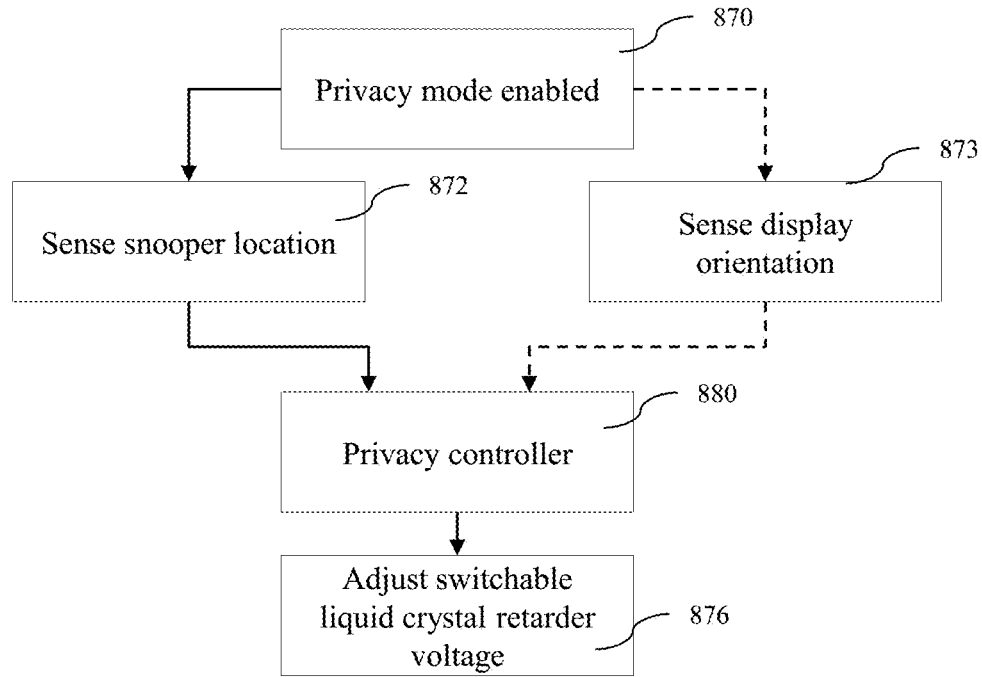 870
Privacy mode enabled
873
872
Sense snooper location
Sense display
orientation
880
Privacy controller
Adjust switchable
liquid crystal retarder
voltage
876